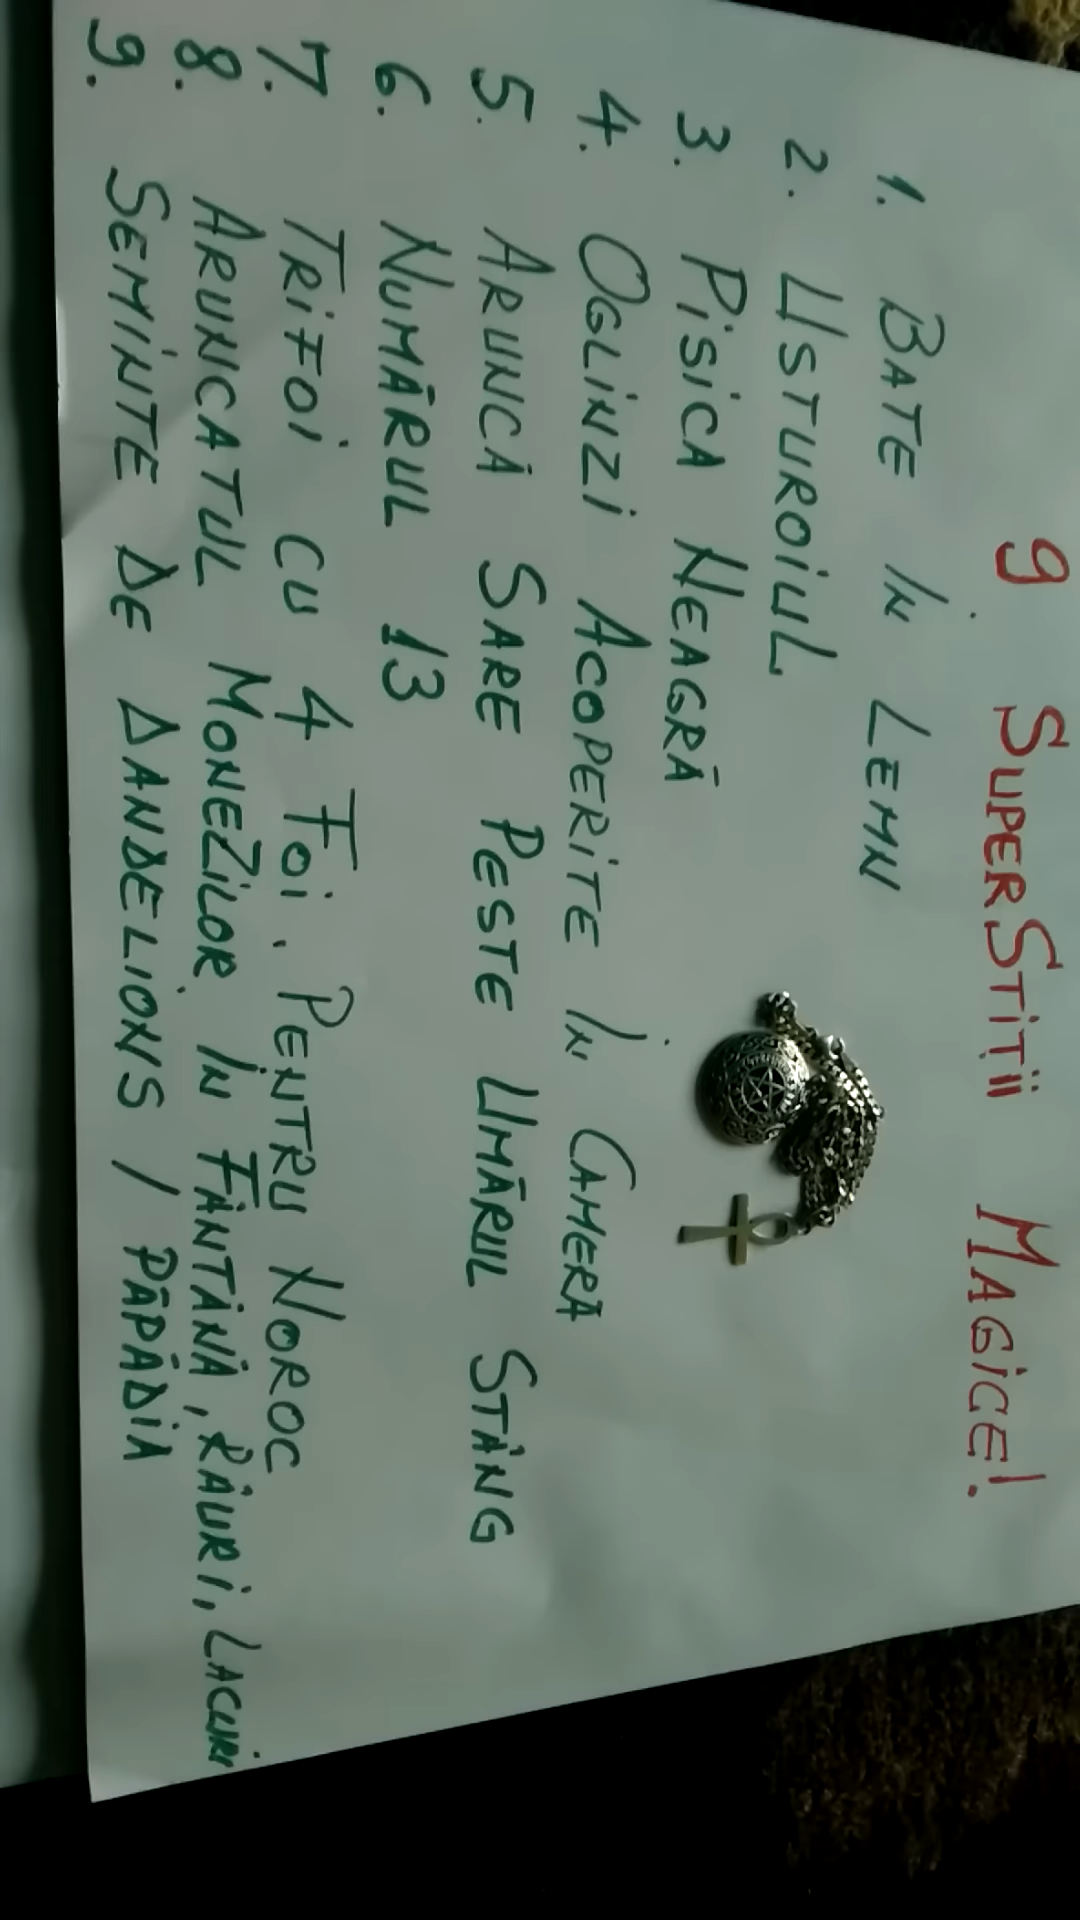 9 SUPERSTIȚII MAGICE!
1. BATE ÎN LEMN
2. USTUROIUL
3. PISICA NEAGRĂ
4. OGLINZI ACOPERITE ÎN CAMERĂ
5. ARUNCĂ SARE PESTE UMĂRUL STÂNG
6. NUMĂRUL 13
7. TRIFOI CU 4 FOI. PENTRU NOROC
8. ARUNCATUL MONEZILOR ÎN FÂNTÂNĂ, RÂURI, LACURI
9. SEMINTE DE DANDELIONS / PĂPĂDIA